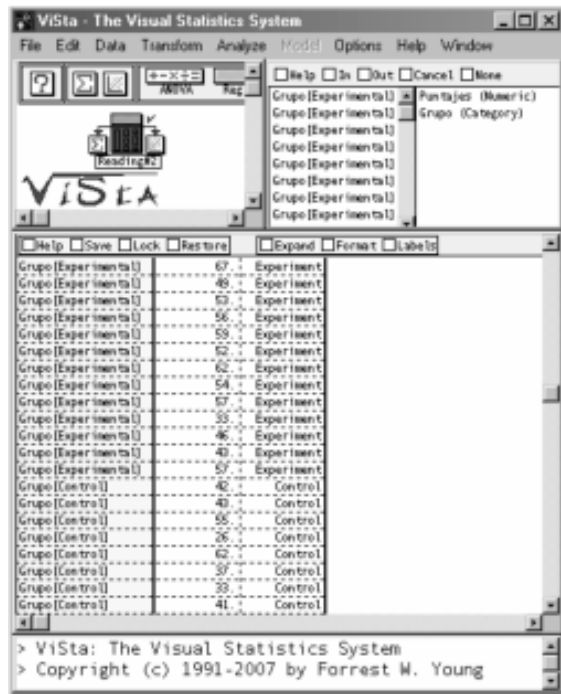 ViSta - The Visual Statistics System
File Edit Data Transform Analyze Model Options Help Window
Help In Out Cancel None
ANOVA Reg
Grupo[Experimental] Puntajes (Numeric)
Grupo[Experimental] Grupo (Category)
Grupo[Experimental]
Grupo[Experimental]
Grupo[Experimental]
Grupo[Experimental]
Grupo[Experimental]
Reading#2
ViSta
Help Save Lock Restore Expand Format Labels
Grupo[Experimental] 67. Experiment
Grupo[Experimental] 49. Experiment
Grupo[Experimental] 53. Experiment
Grupo[Experimental] 56. Experiment
Grupo[Experimental] 59. Experiment
Grupo[Experimental] 52. Experiment
Grupo[Experimental] 62. Experiment
Grupo[Experimental] 54. Experiment
Grupo[Experimental] 57. Experiment
Grupo[Experimental] 33. Experiment
Grupo[Experimental] 46. Experiment
Grupo[Experimental] 43. Experiment
Grupo[Experimental] 57. Experiment
Grupo[Control] 42. Control
Grupo[Control] 43. Control
Grupo[Control] 55. Control
Grupo[Control] 26. Control
Grupo[Control] 62. Control
Grupo[Control] 37. Control
Grupo[Control] 33. Control
Grupo[Control] 41. Control
> ViSta: The Visual Statistics System
> Copyright (c) 1991-2007 by Forrest W. Young